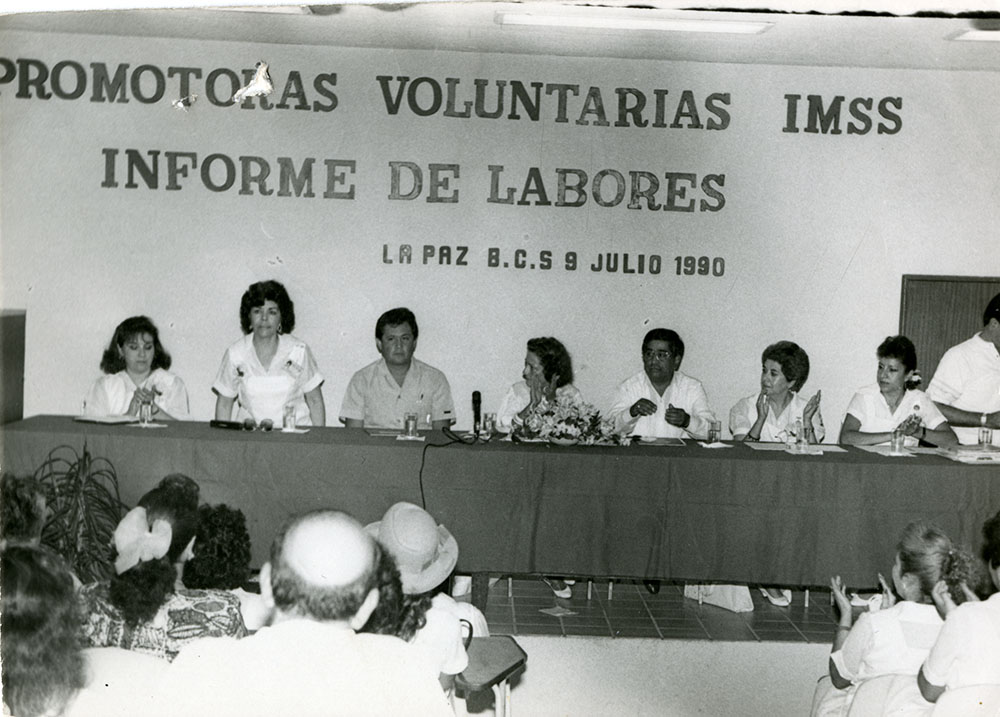 PROMOTORAS VOLUNTARIAS IMSS
INFORME DE LABORES
LA PAZ B.C.S 9 JULIO 1990